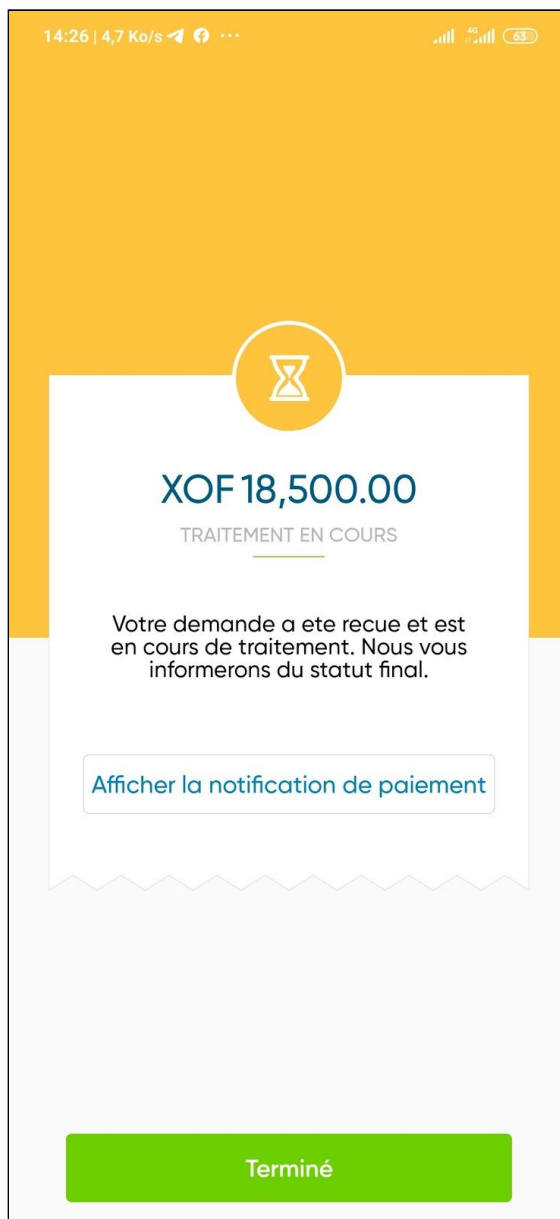 14:26 | 4,7 Ko/s ...
4G 63
XOF 18,500.00
TRAITEMENT EN COURS
Votre demande a ete recue et est
en cours de traitement. Nous vous
informerons du statut final.
Afficher la notification de paiement
Terminé